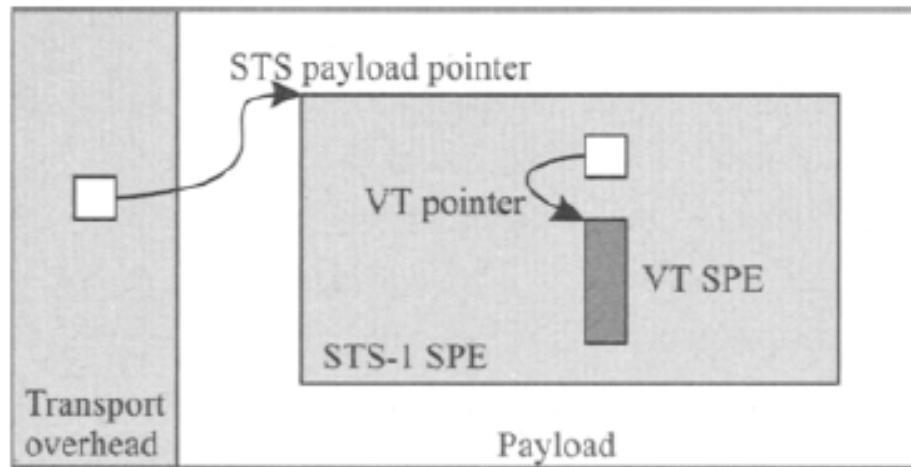 STS payload pointer
VT pointer
VT SPE
STS-1 SPE
Transport
overhead
Payload